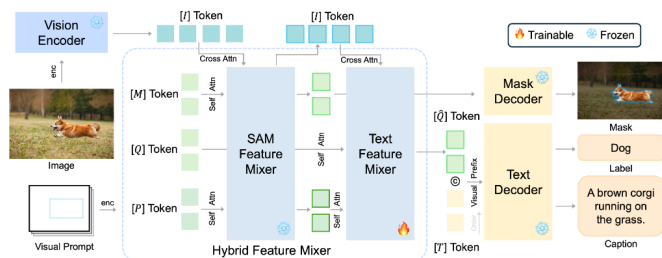 Vision
Encoder
enc
Image
[I] Token
[I] Token
Cross Attn
Cross Attn
Trainable
Frozen
[M] Token
Self
Attn
[Q] Token
SAM
Feature
Mixer
Self
Attn
Text
Feature
Mixer
[P] Token
Self
Attn
Self
Attn
enc
Visual Prompt
Hybrid Feature Mixer
Mask
Decoder
[Q̂] Token
©
Visual
Prefix
[T] Token
Text
Decoder
Mask
Dog
Label
A brown corgi
running on
the grass.
Caption